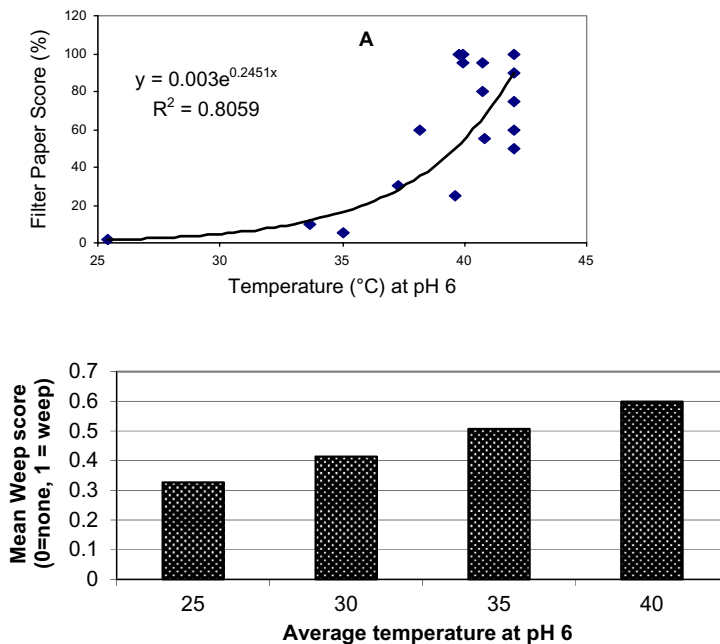 120
100
80
60
40
20
0
Filter Paper Score (%)
A
y = 0.003e^0.2451x
R² = 0.8059
25 30 35 40 45
Temperature (°C) at pH 6
0.7
0.6
0.5
0.4
0.3
0.2
0.1
0
Mean Weep score
(0=none, 1 = weep)
25 30 35 40
Average temperature at pH 6